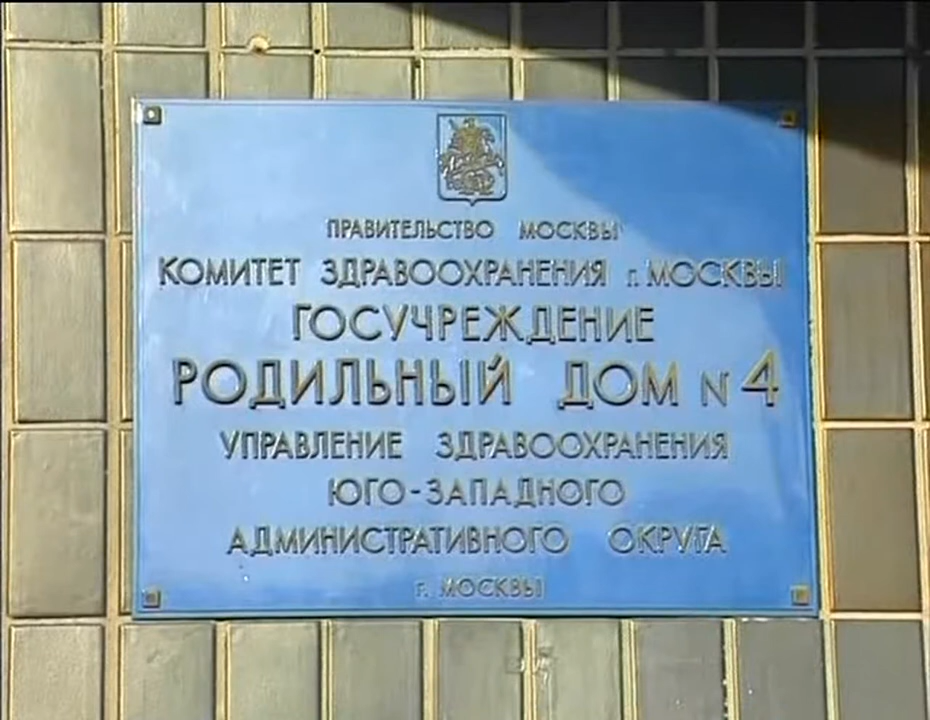 ПРАВИТЕЛЬСТВО МОСКВЫ
КОМИТЕТ ЗДРАВООХРАНЕНИЯ г. МОСКВЫ
ГОСУЧРЕЖДЕНИЕ
РОДИЛЬНЫЙ ДОМ N 4
УПРАВЛЕНИЕ ЗДРАВООХРАНЕНИЯ
ЮГО-ЗАПАДНОГО
АДМИНИСТРАТИВНОГО ОКРУГА
г. МОСКВЫ